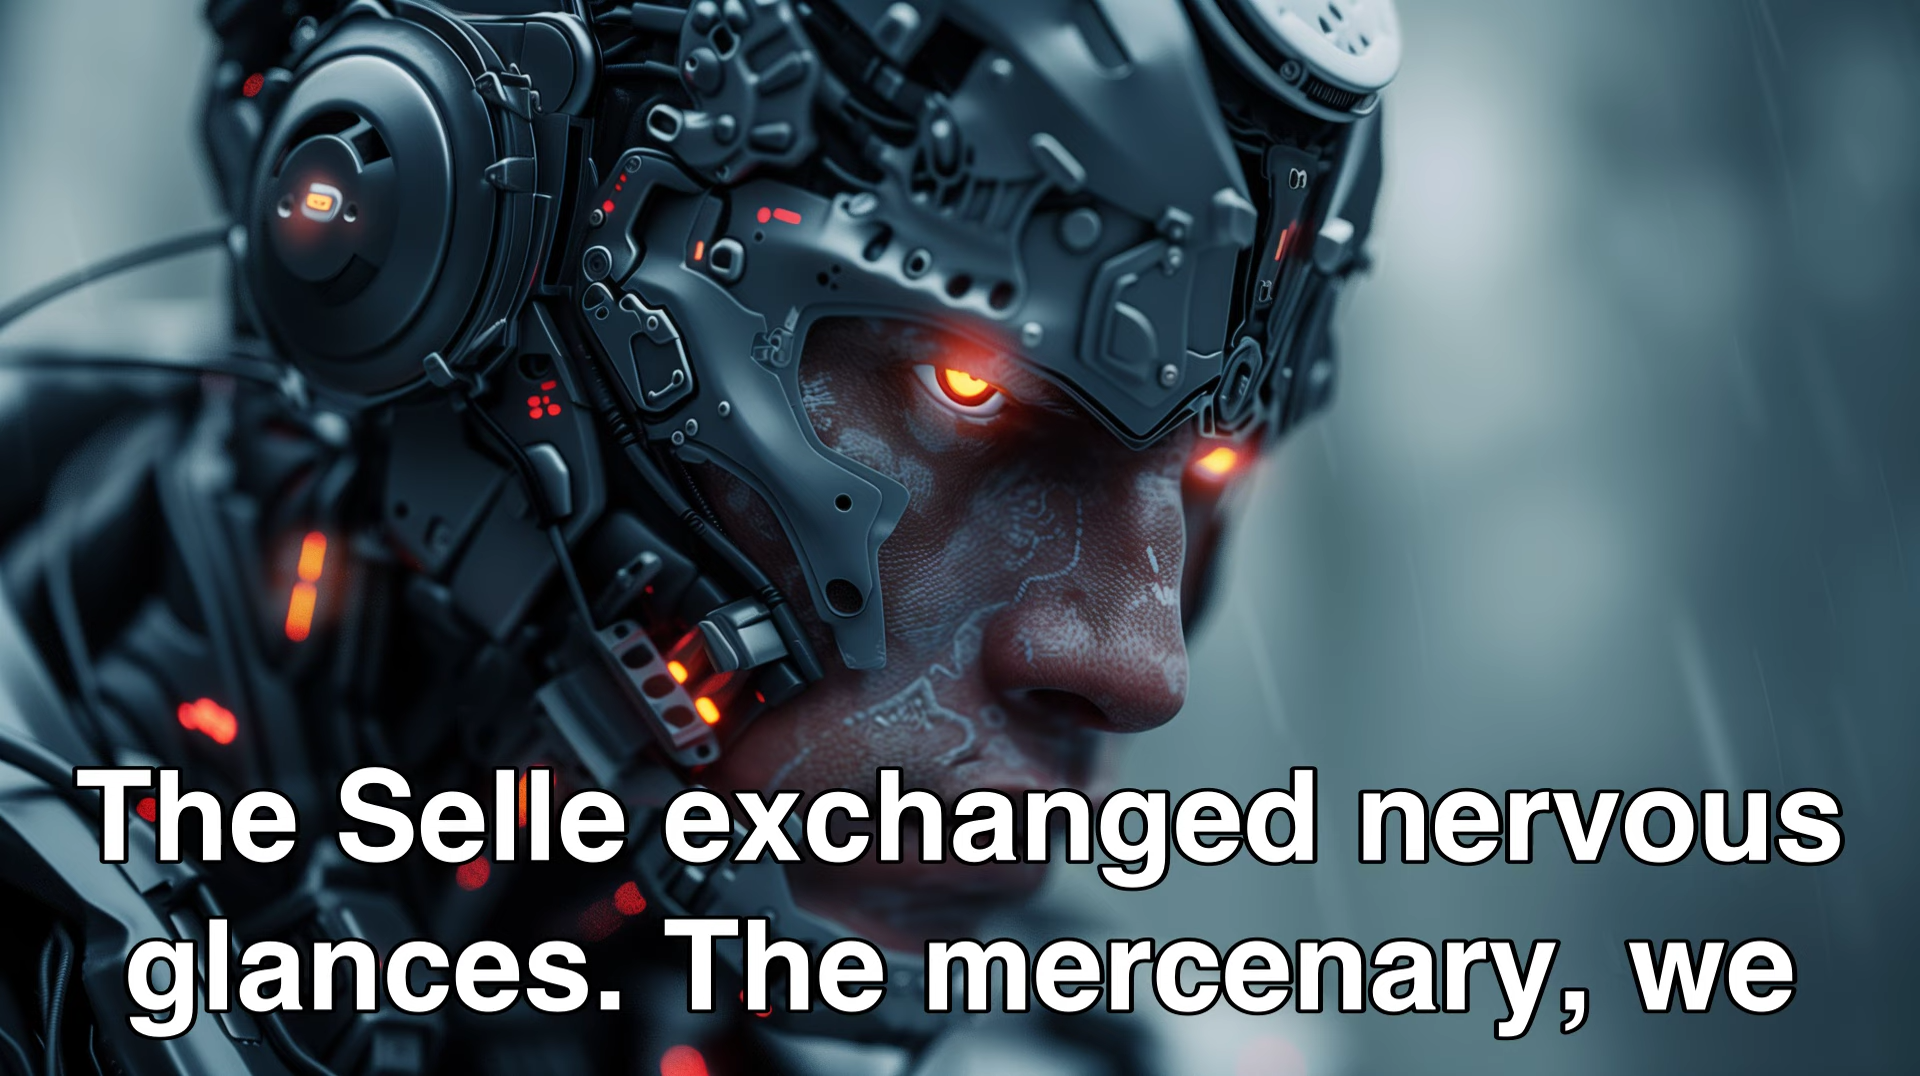 The Selle exchanged nervous
glances. The mercenary, we